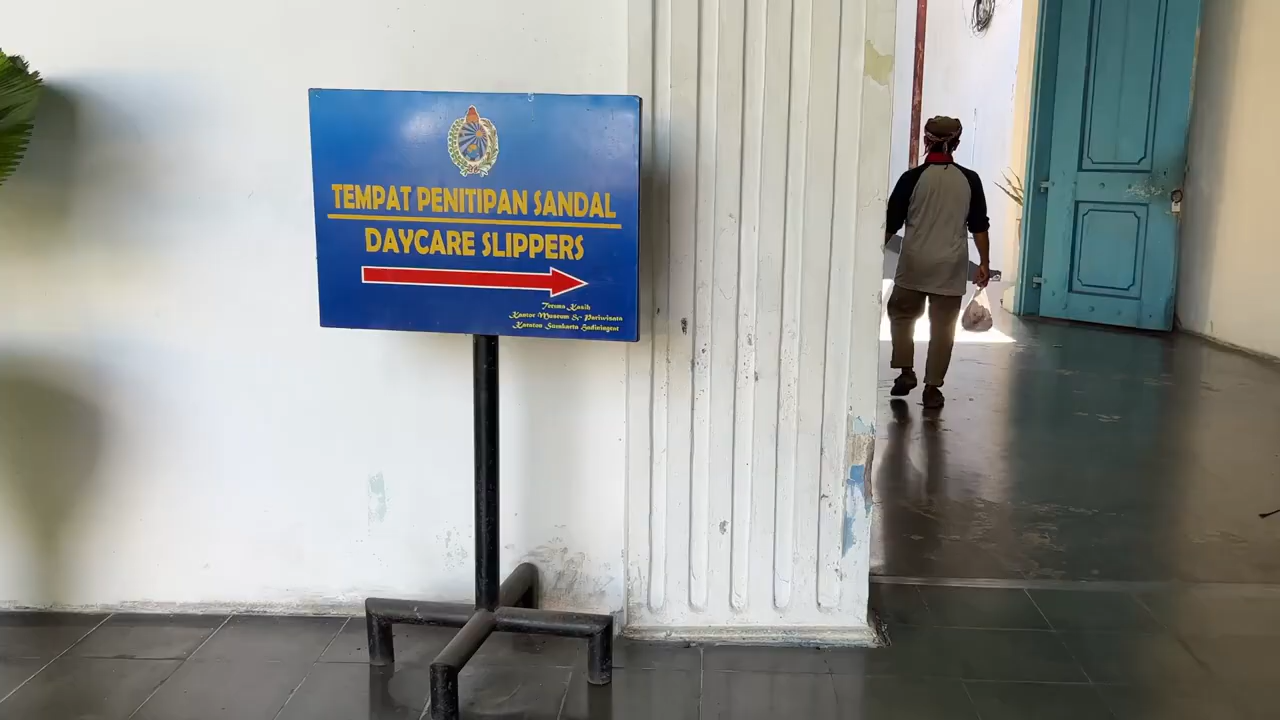 TEMPAT PENITIPAN SANDAL
DAYCARE SLIPPERS
Terima Kasih
Kantor Museum & Pariwisata
Karaton Surakarta Hadiningrat